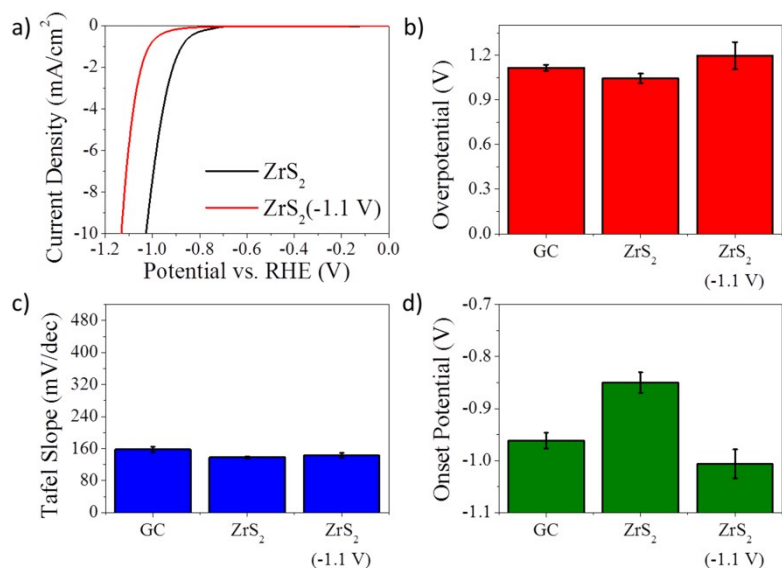 a)
Current Density (mA/cm2)
0
-2
-4
-6
-8
-10
ZrS2
ZrS2(-1.1 V)
-1.2 -1.0 -0.8 -0.6 -0.4 -0.2 0.0
Potential vs. RHE (V)
b)
Overpotential (V)
1.2
0.9
0.6
0.3
0.0
GC ZrS2 ZrS2
(-1.1 V)
c)
Tafel Slope (mV/dec)
480
400
320
240
160
80
0
GC ZrS2 ZrS2
(-1.1 V)
d)
Onset Potential (V)
-0.7
-0.8
-0.9
-1.0
-1.1
GC ZrS2 ZrS2
(-1.1 V)